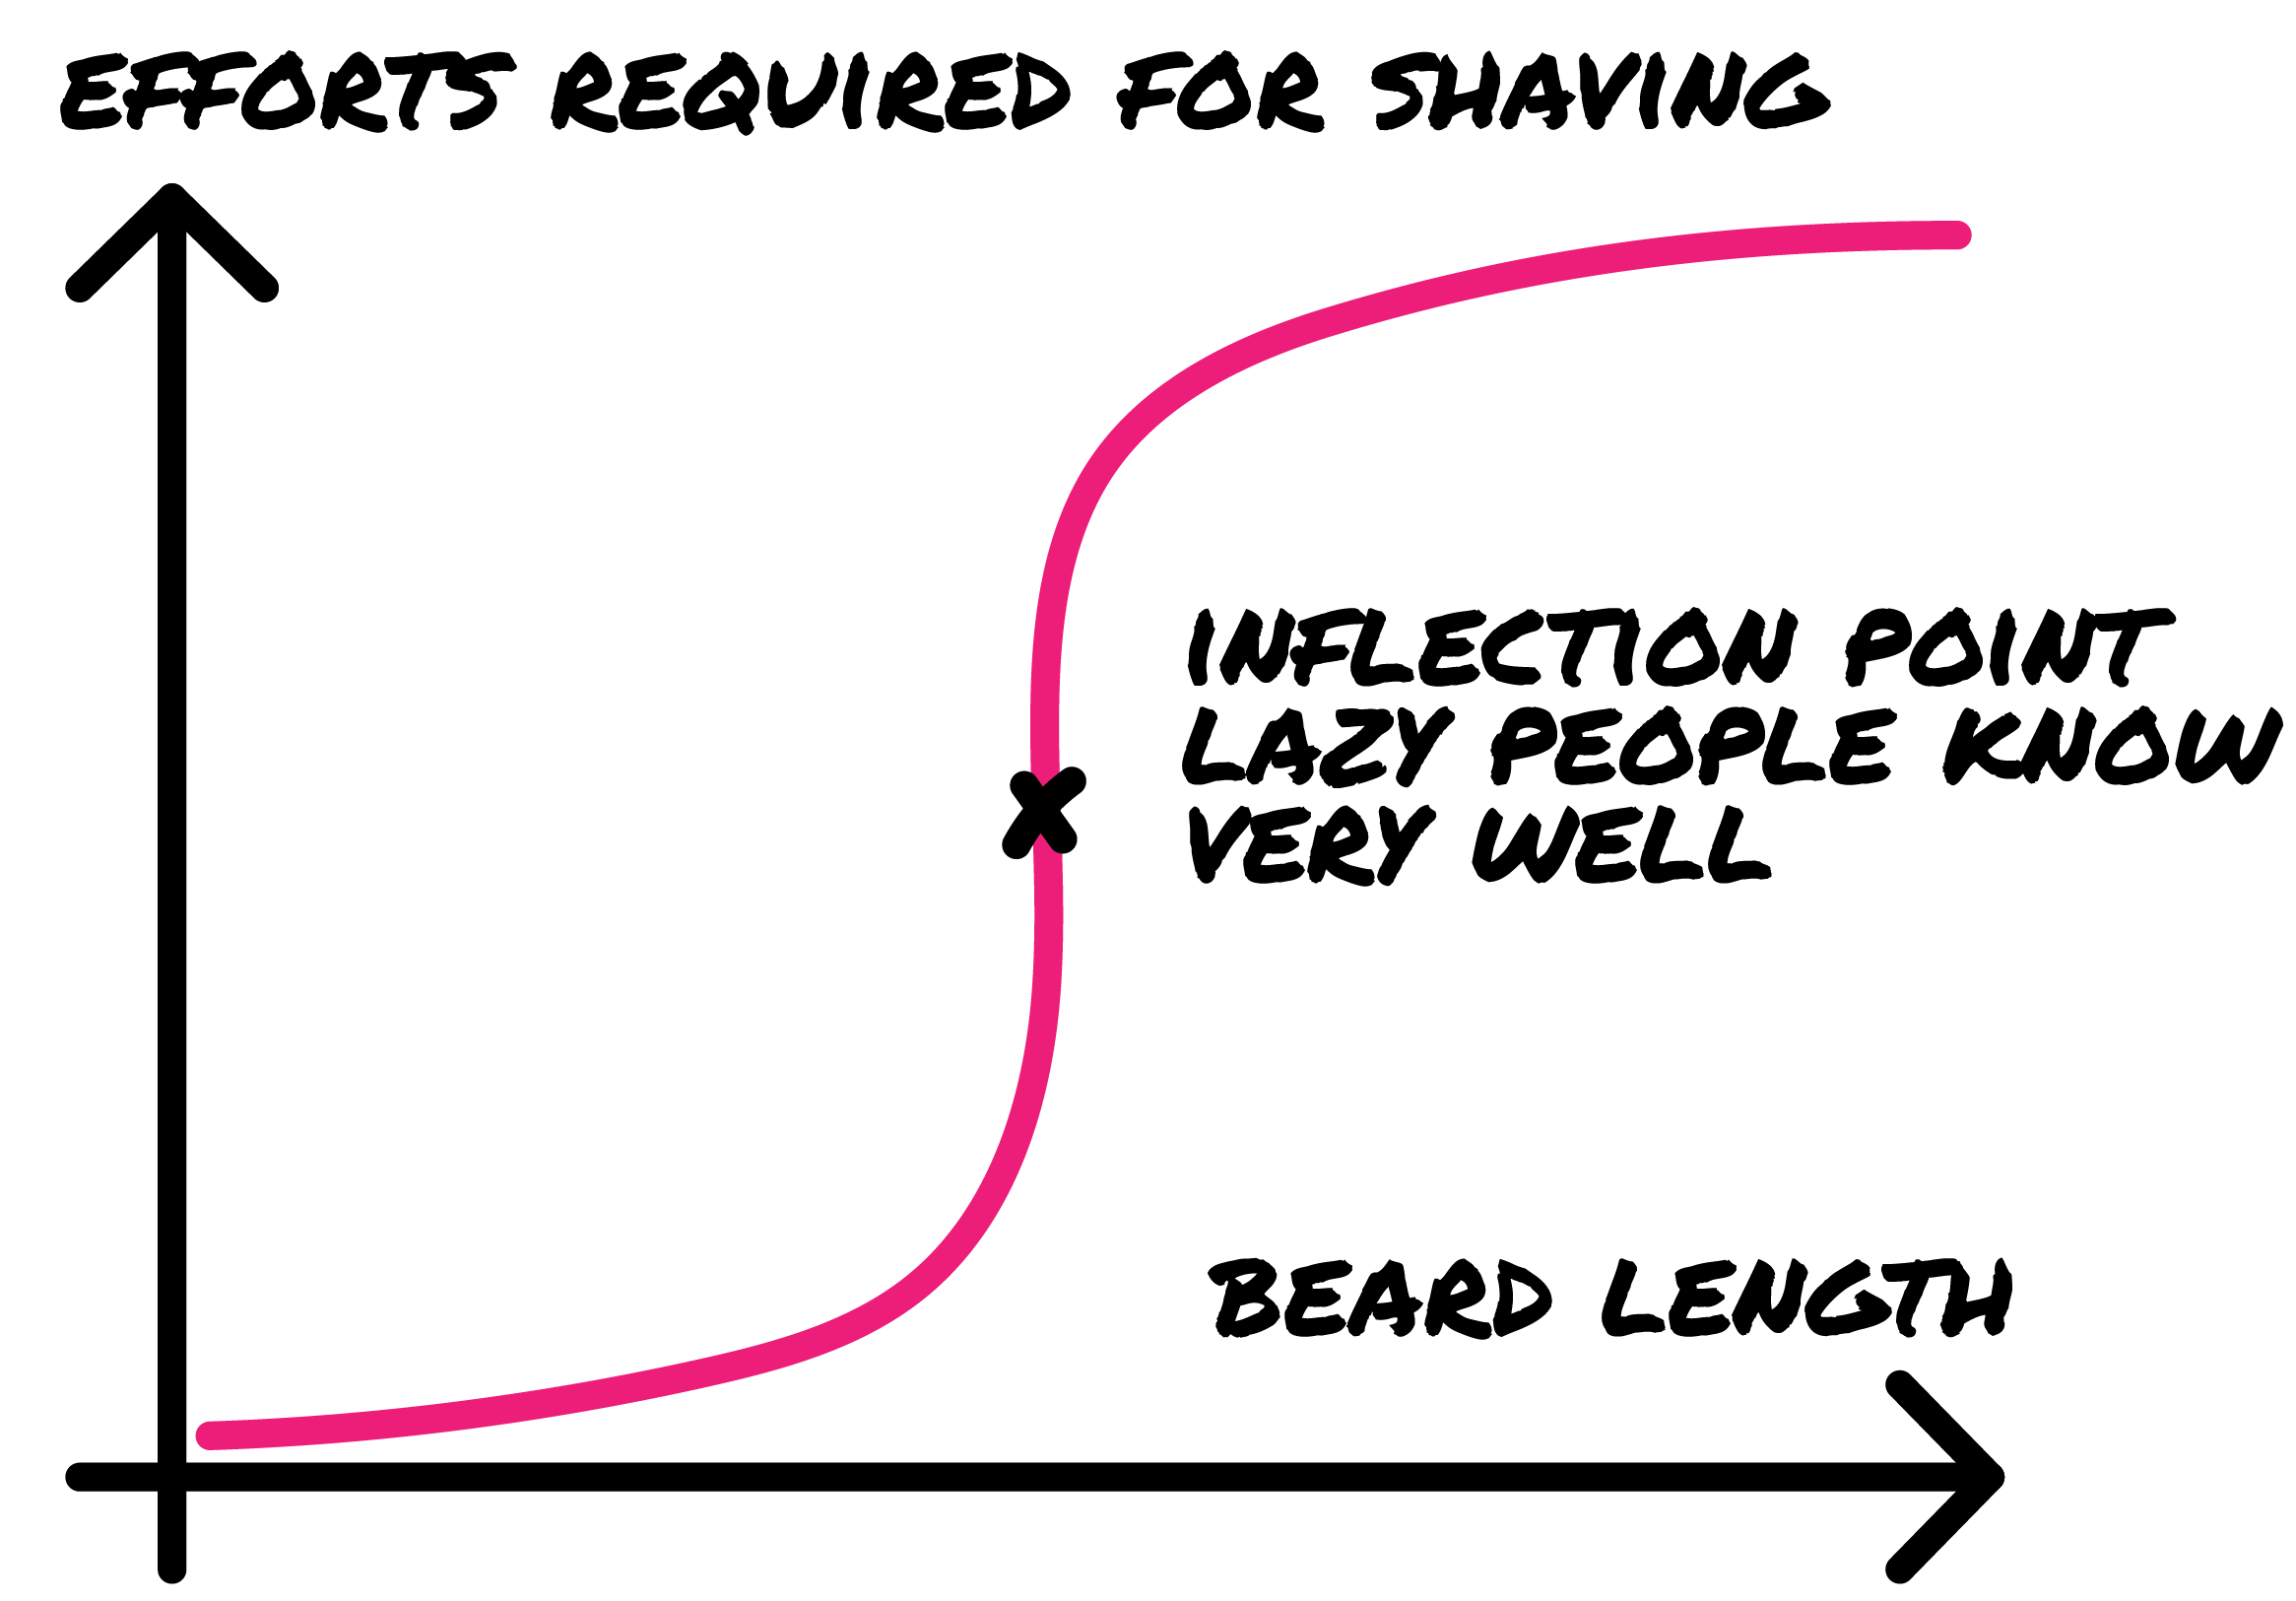 EFFORTS REQUIRED FOR SHAVING
INFLECTION POINT
LAZY PEOPLE KNOW
VERY WELL
BEARD LENGTH